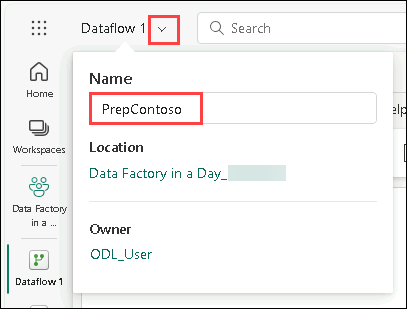 Dataflow 1
Search
Name
PrepContoso
Location
Data Factory in a Day_
Owner
ODL_User
Home
Workspaces
Data Factory
in a ...
Dataflow 1
elp